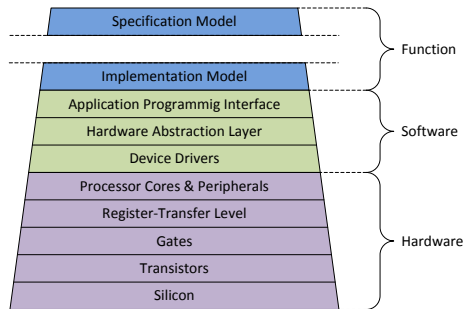 Specification Model
Function
Implementation Model
Application Programmig Interface
Hardware Abstraction Layer
Software
Device Drivers
Processor Cores & Peripherals
Register-Transfer Level
Gates
Hardware
Transistors
Silicon